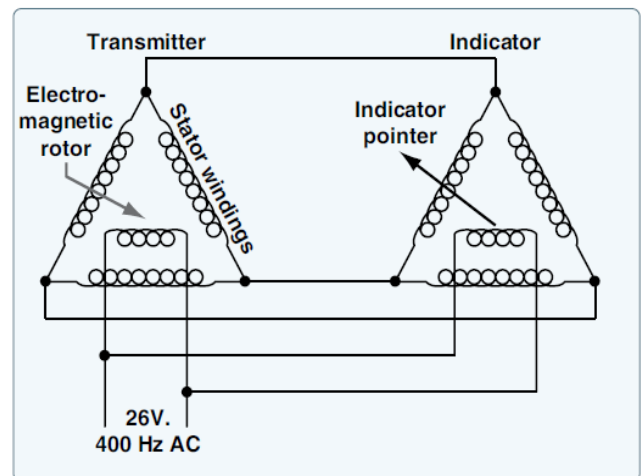 Transmitter
Indicator
Electro-
magnetic
rotor
Stator windings
Indicator
pointer
26V.
400 Hz AC